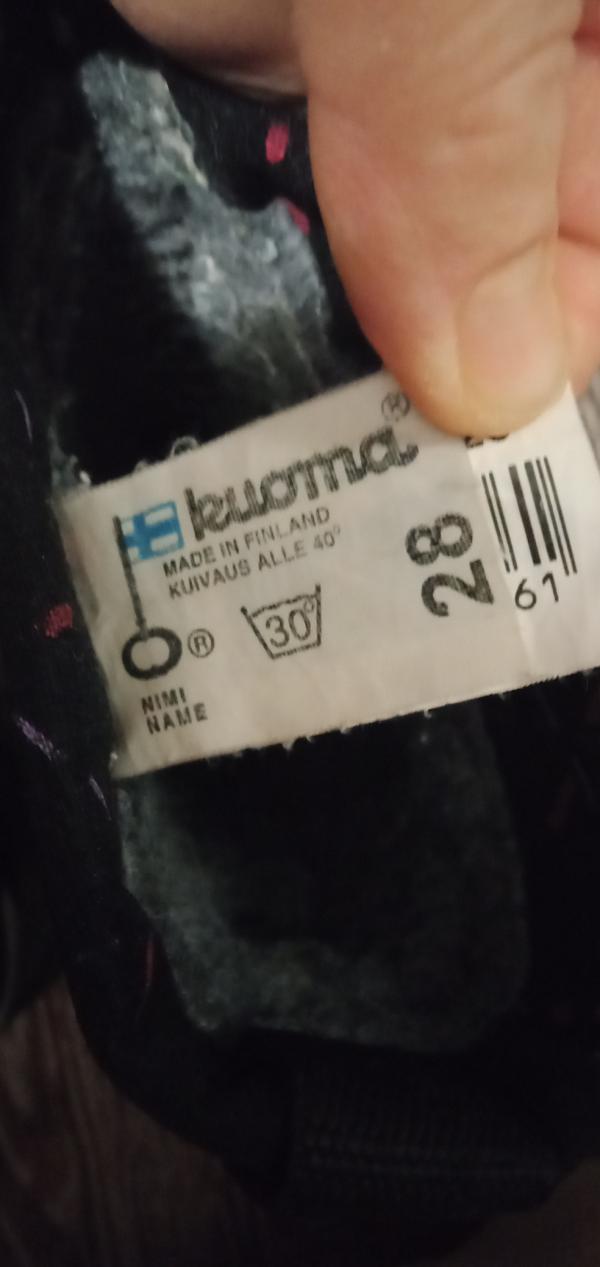 kuoma®
MADE IN FINLAND
KUIVAUS ALLE 40°
®
30°
NIMI
NAME
28
61